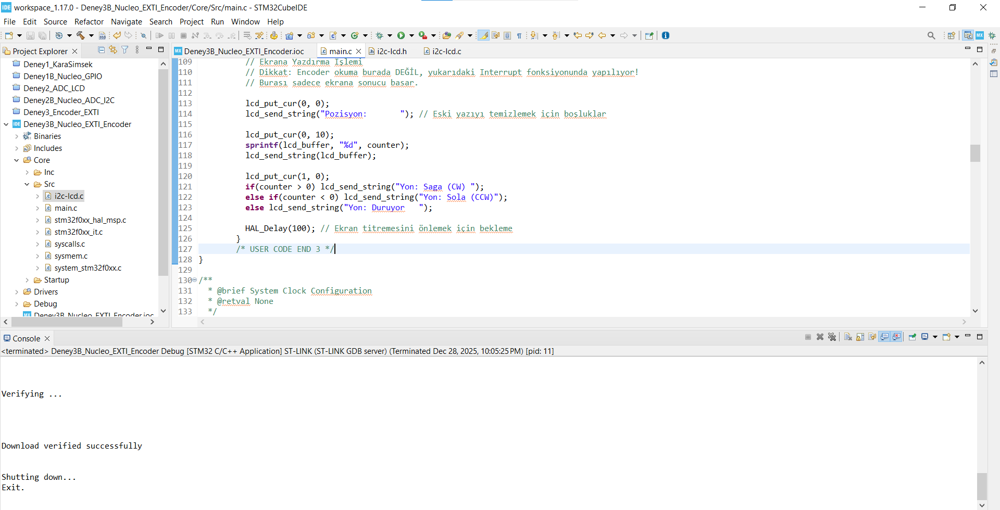 IDE workspace_1.17.0 - Deney3B_Nucleo_EXTI_Encoder/Core/Src/main.c - STM32CubeIDE
File Edit Source Refactor Navigate Search Project Run Window Help
Project Explorer
Deney1_KaraSimsek
Deney1B_Nucleo_GPIO
Deney2_ADC_LCD
Deney2B_Nucleo_ADC_I2C
Deney3_Encoder_EXTI
IDE Deney3B_Nucleo_EXTI_Encoder
Binaries
Includes
Core
Inc
Src
i2c-lcd.c
main.c
stm32f0xx_hal_msp.c
stm32f0xx_it.c
syscalls.c
sysmem.c
system_stm32f0xx.c
Startup
Drivers
Debug
MX Deney3B_Nucleo_EXTI_Encoder.ioc
MX Deney3B_Nucleo_EXTI_Encoder.ioc main.c i2c-lcd.h i2c-lcd.c
109 // Ekrana Yazdırma İşlemi
110 // Dikkat: Encoder okuma burada DEĞİL, yukarıdaki Interrupt fonksiyonunda yapılıyor!
111 // Burası sadece ekrana sonucu basar.
112
113 lcd_put_cur(0, 0);
114 lcd_send_string("Pozisyon:       "); // Eski yazıyı temizlemek için boşluklar
115
116 lcd_put_cur(0, 10);
117 sprintf(lcd_buffer, "%d", counter);
118 lcd_send_string(lcd_buffer);
119
120 lcd_put_cur(1, 0);
121 if(counter > 0) lcd_send_string("Yon: Saga (CW) ");
122 else if(counter < 0) lcd_send_string("Yon: Sola (CCW)");
123 else lcd_send_string("Yon: Duruyor   ");
124
125 HAL_Delay(100); // Ekran titremesini önlemek için bekleme
126 }
127 /* USER CODE END 3 */
128 }
129
130 /**
131 * @brief System Clock Configuration
132 * @retval None
133 */
Console
<terminated> Deney3B_Nucleo_EXTI_Encoder Debug [STM32 C/C++ Application] ST-LINK (ST-LINK GDB server) (Terminated Dec 28, 2025, 10:05:25 PM) [pid: 11]
Verifying ...
Download verified successfully
Shutting down...
Exit.